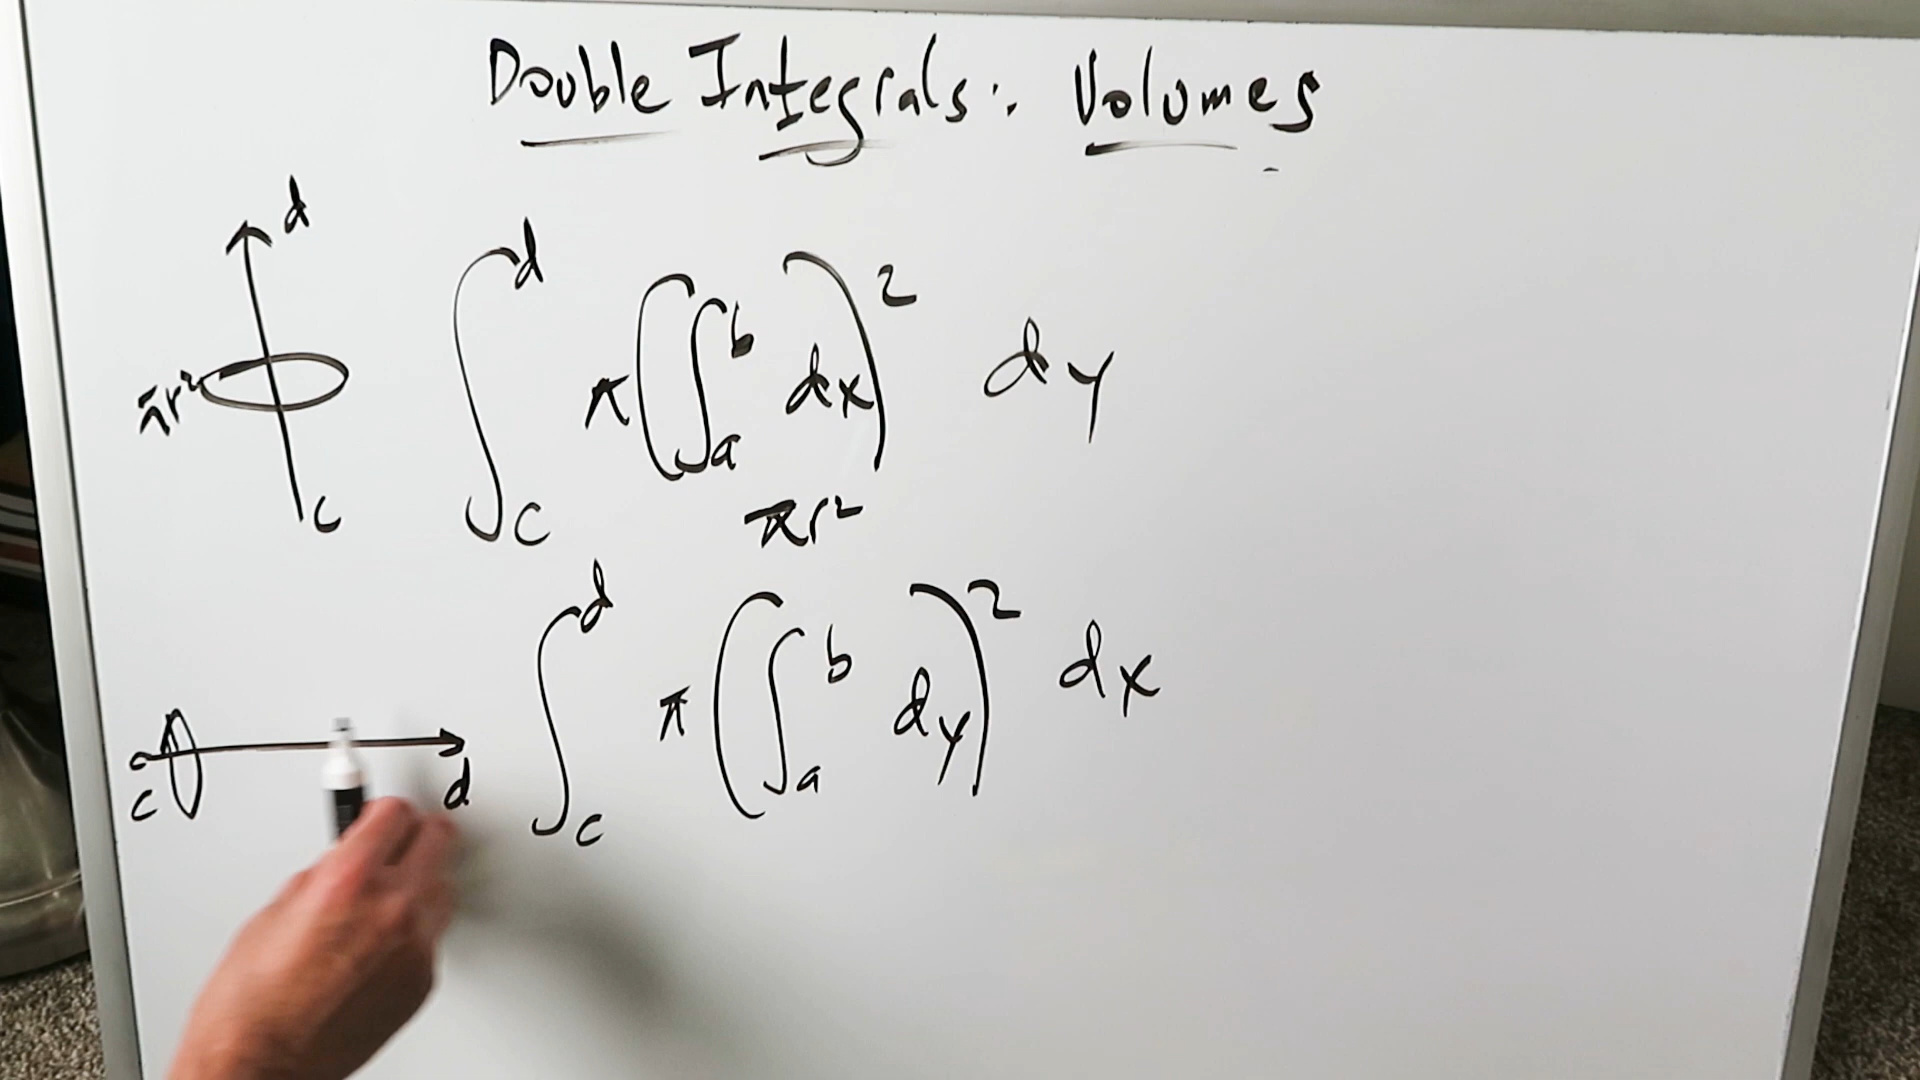 Double Integrals: Volumes
d
πr²
c
∫_c^d π(∫_a^b dx)² dy
πr²
c d
∫_c^d π(∫_a^b dy)² dx